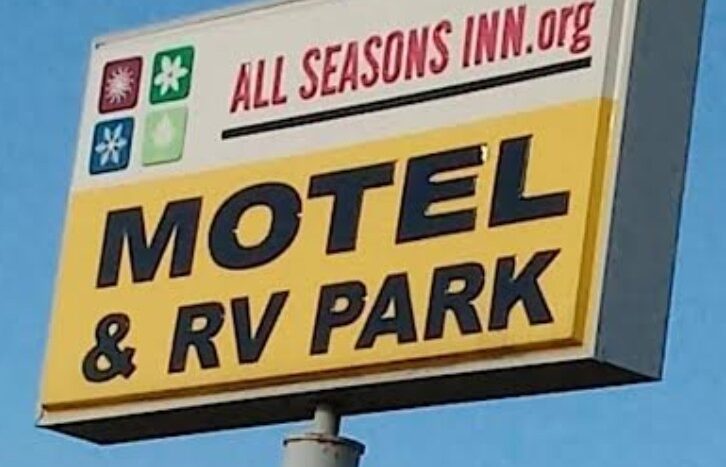 ALL SEASONS INN.org
MOTEL
& RV PARK